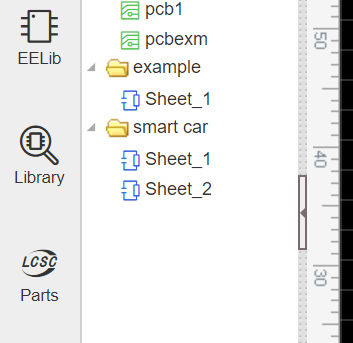 pcb1
pcbexm
EELib
example
Sheet_1
smart car
Sheet_1
Library
Sheet_2
LCSC
Parts
50
40
30